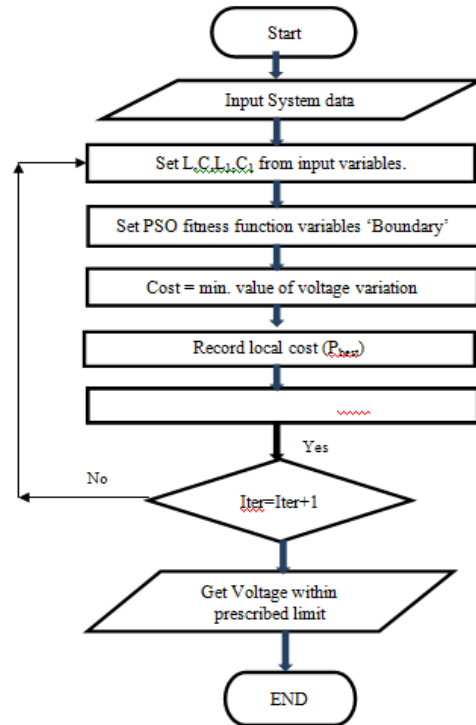 Start
Input System data
Set L,C,L₁,C₁ from input variables.
Set PSO fitness function variables ‘Boundary’
Cost = min. value of voltage variation
Record local cost (Pbest)
Yes
No
Iter=Iter+1
Get Voltage within
prescribed limit
END